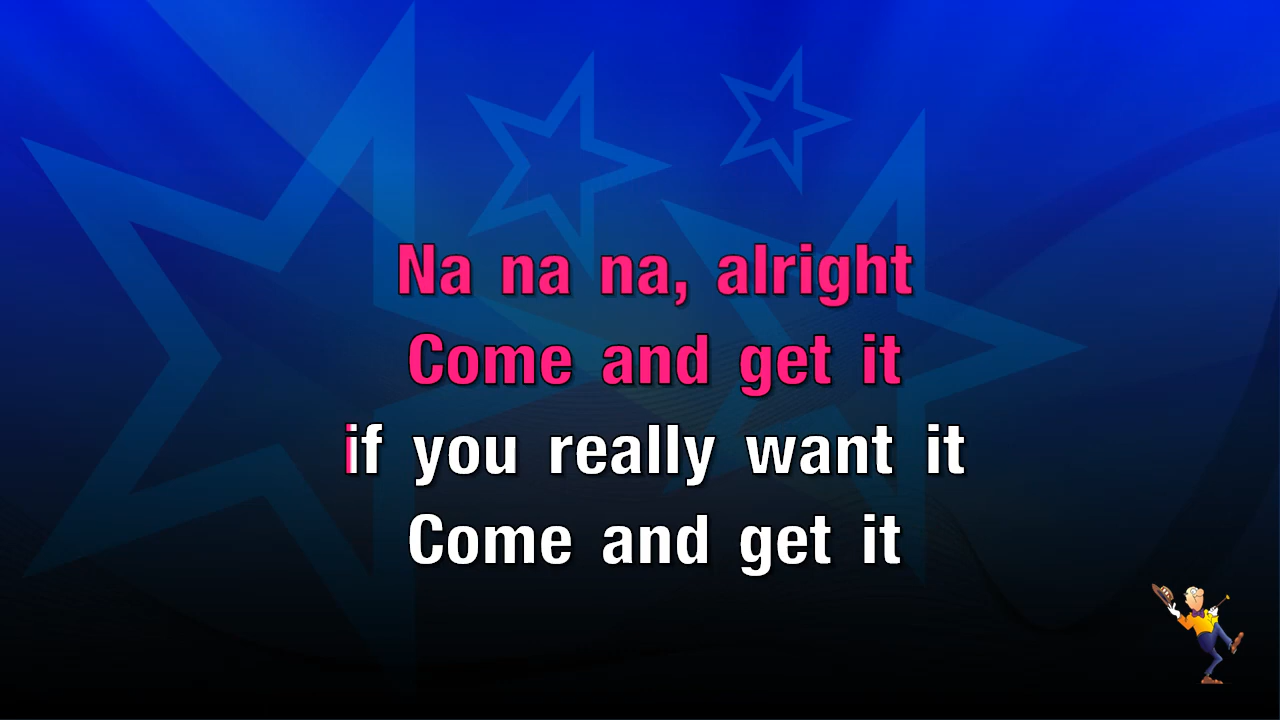 Na na na, alright
Come and get it
if you really want it
Come and get it